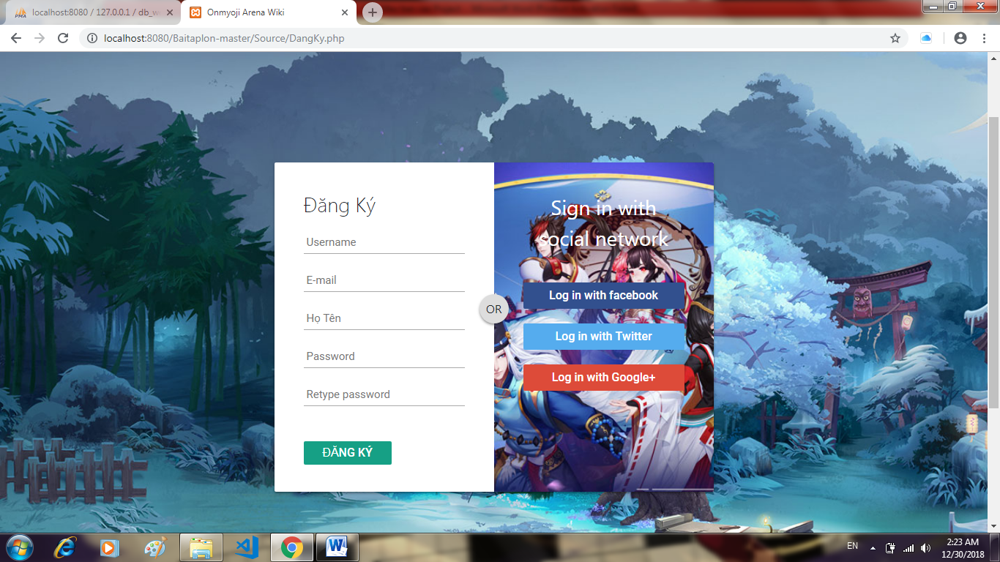 PMA
localhost:8080 / 127.0.0.1 / db_w
Onmyoji Arena Wiki
localhost:8080/Baitaplon-master/Source/DangKy.php
Đăng Ký
Username
E-mail
Họ Tên
Password
Retype password
ĐĂNG KÝ
OR
Sign in with
social network
Log in with facebook
Log in with Twitter
Log in with Google+
EN
2:23 AM
12/30/2018